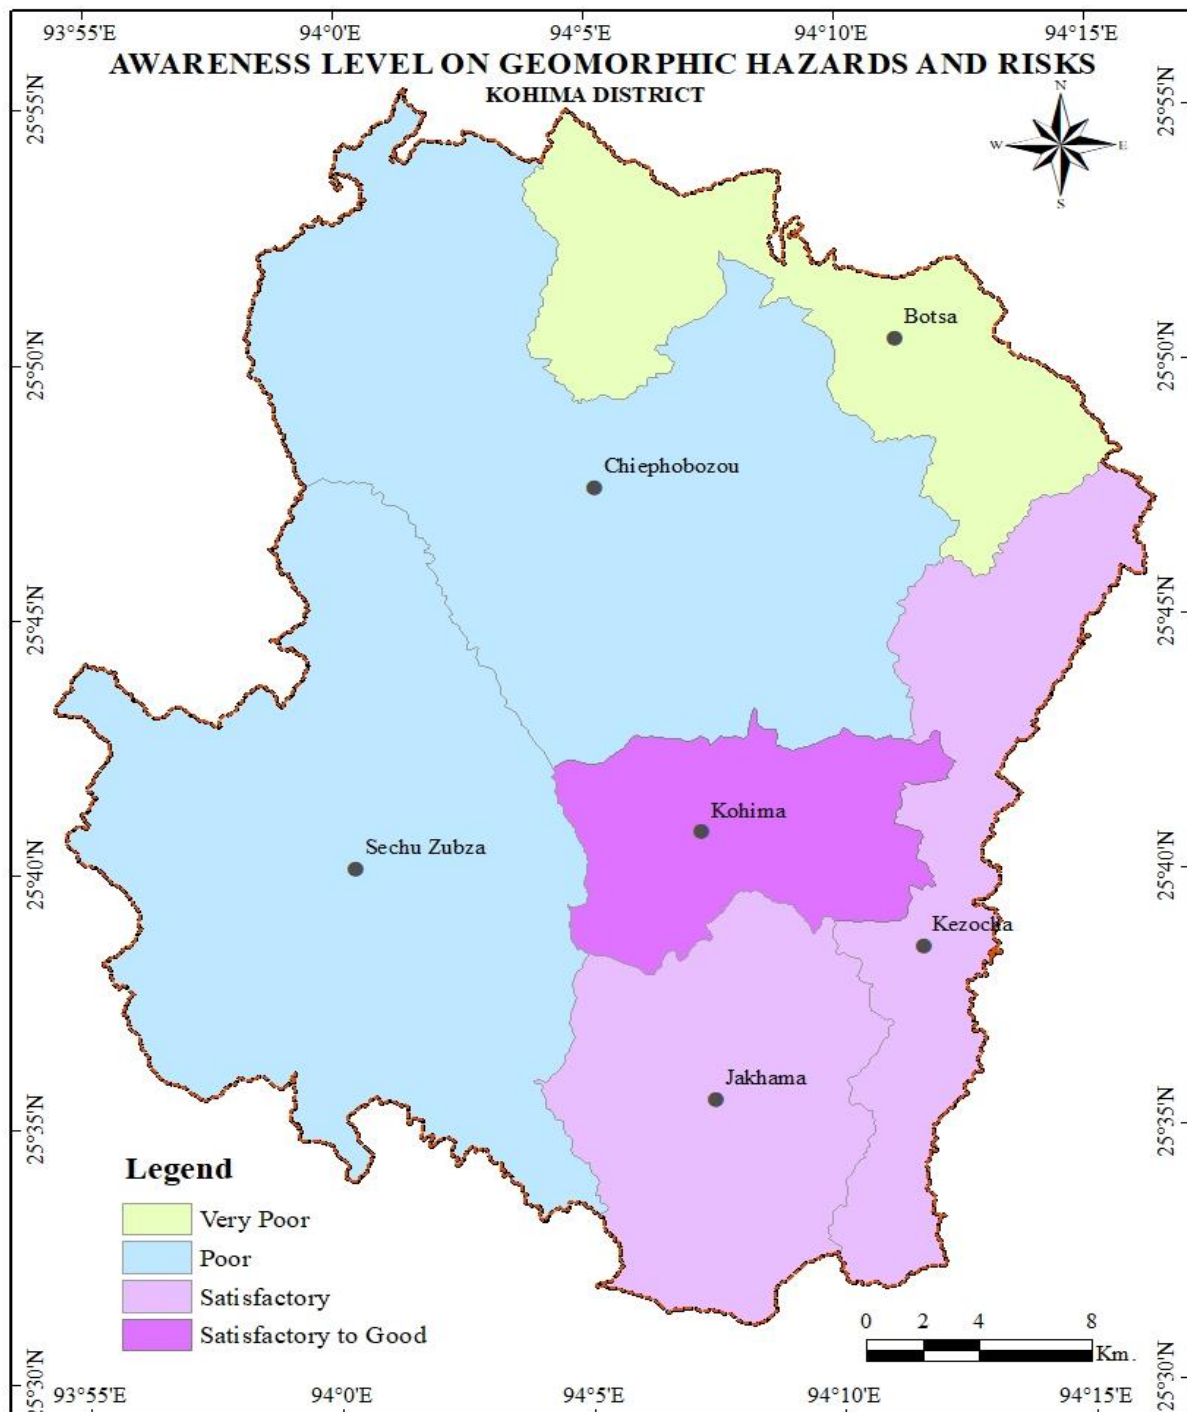 93°55'E 94°0'E 94°5'E 94°10'E 94°15'E
AWARENESS LEVEL ON GEOMORPHIC HAZARDS AND RISKS
KOHIMA DISTRICT
N
W E
S
25°55'N 25°55'N
Botsa
25°50'N 25°50'N
Chiephobozou
25°45'N 25°45'N
Kohima
Sechu Zubza
25°40'N 25°40'N
Kezocha
Jakhama
25°35'N 25°35'N
Legend
Very Poor
Poor
Satisfactory
Satisfactory to Good
0 2 4 8
Km.
25°30'N 25°30'N
93°55'E 94°0'E 94°5'E 94°10'E 94°15'E